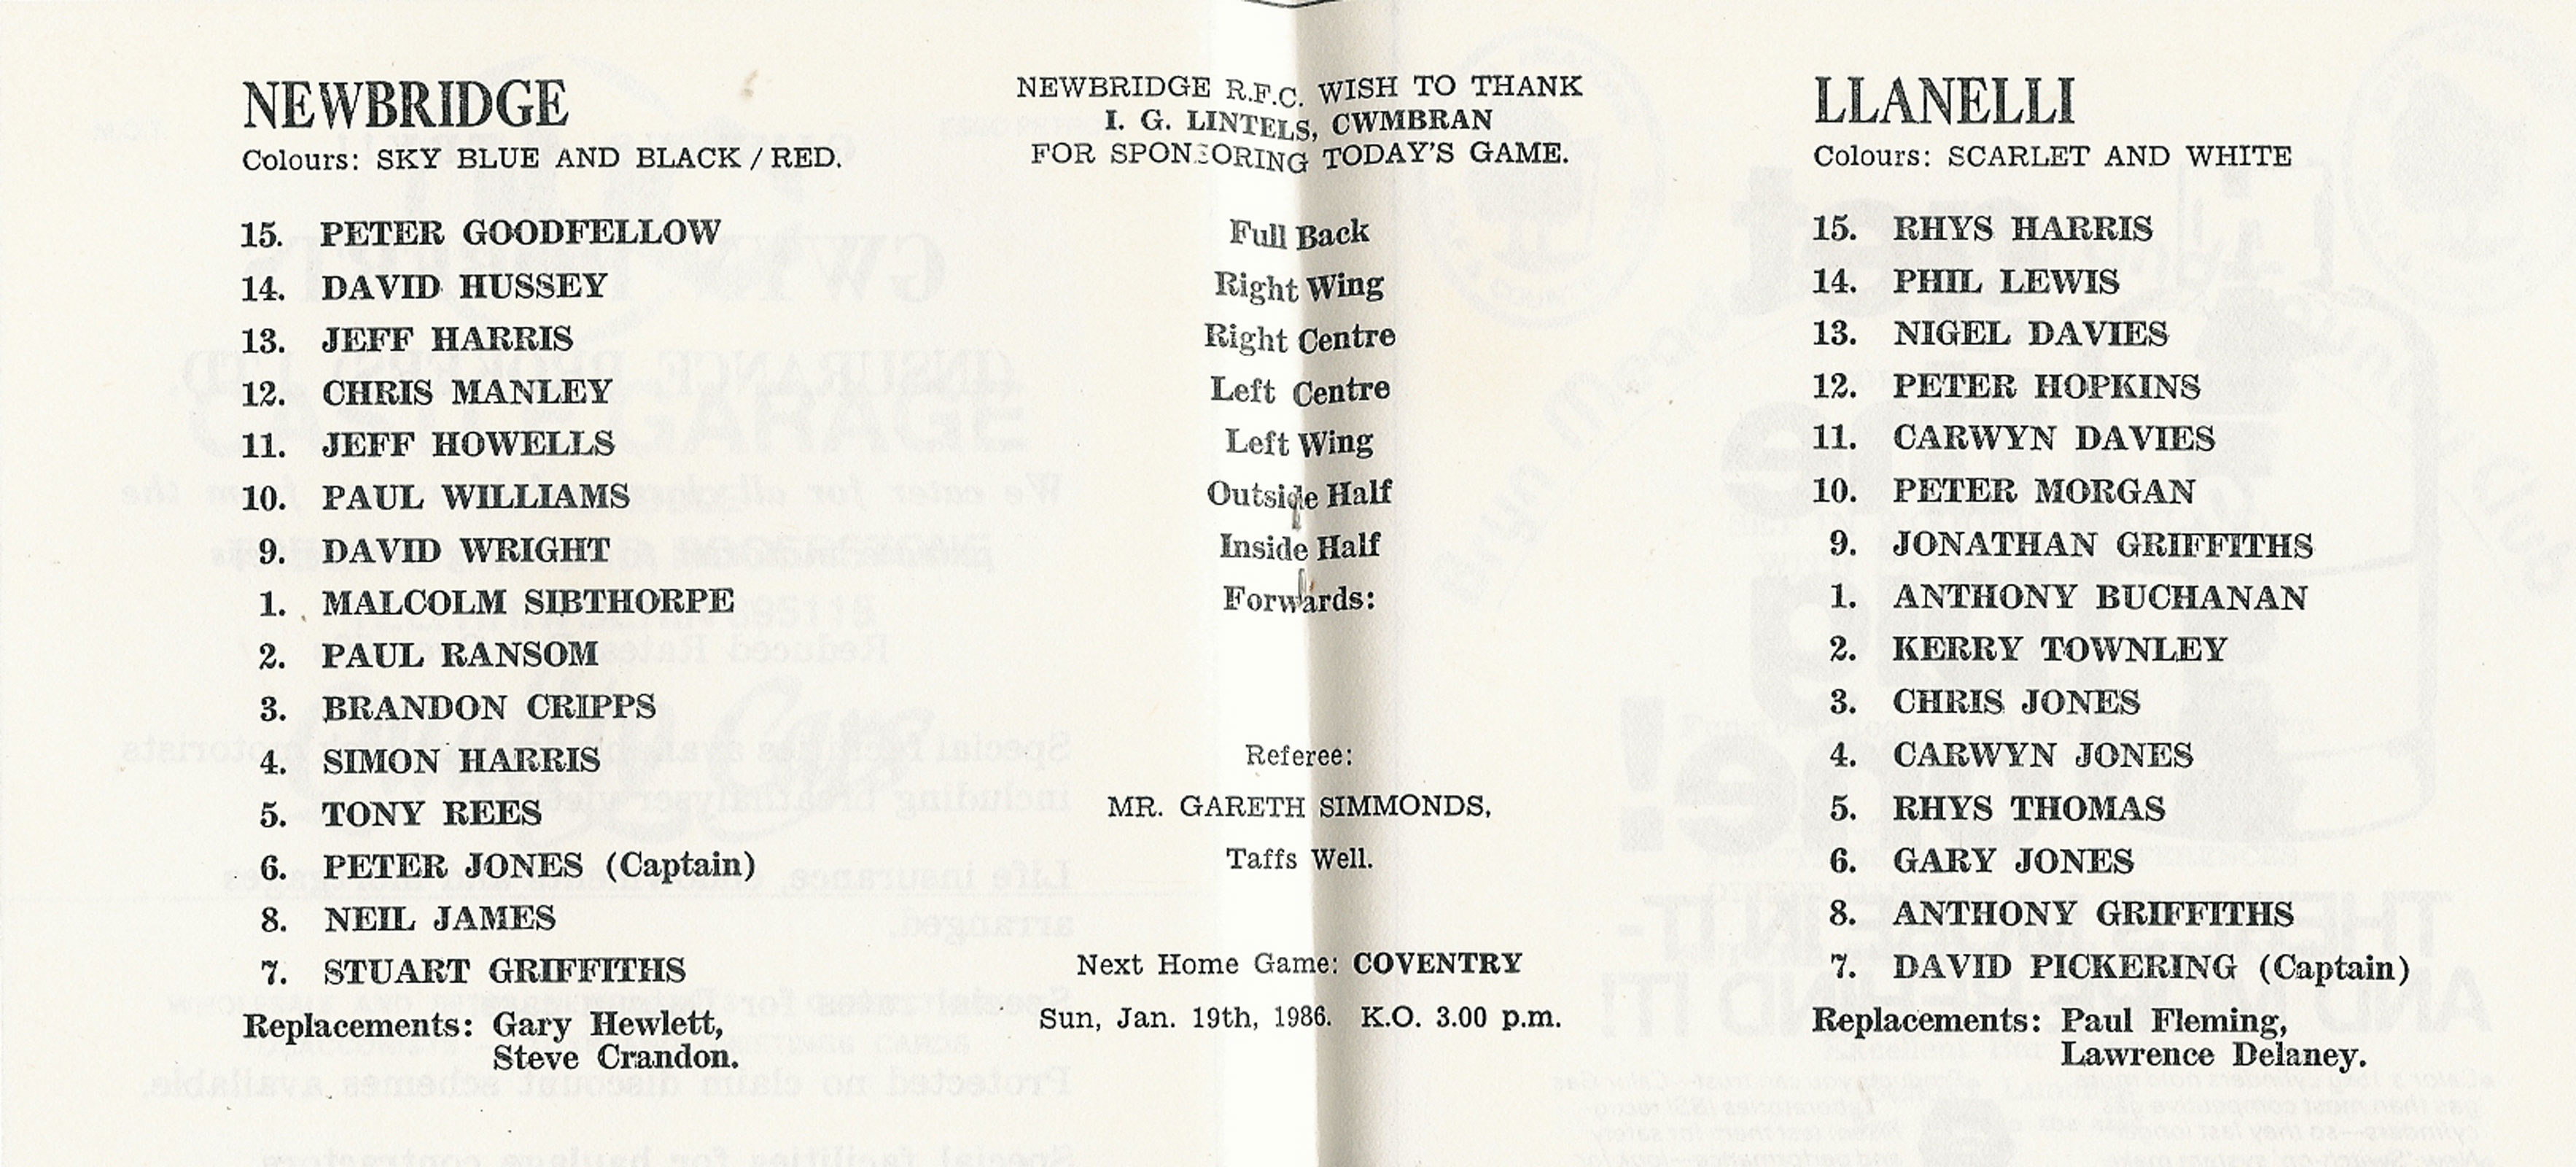 NEWBRIDGE
Colours: SKY BLUE AND BLACK / RED.
15. PETER GOODFELLOW
14. DAVID HUSSEY
13. JEFF HARRIS
12. CHRIS MANLEY
11. JEFF HOWELLS
10. PAUL WILLIAMS
9. DAVID WRIGHT
1. MALCOLM SIBTHORPE
2. PAUL RANSOM
3. BRANDON CRIPPS
4. SIMON HARRIS
5. TONY REES
6. PETER JONES (Captain)
8. NEIL JAMES
7. STUART GRIFFITHS
Replacements: Gary Hewlett,
Steve Crandon.
NEWBRIDGE R.F.C. WISH TO THANK
I. G. LINTELS, CWMBRAN
FOR SPONSORING TODAY'S GAME.
Full Back
Right Wing
Right Centre
Left Centre
Left Wing
Outside Half
Inside Half
Forwards:
Referee:
MR. GARETH SIMMONDS,
Taffs Well.
Next Home Game: COVENTRY
Sun, Jan. 19th, 1986. K.O. 3.00 p.m.
LLANELLI
Colours: SCARLET AND WHITE
15. RHYS HARRIS
14. PHIL LEWIS
13. NIGEL DAVIES
12. PETER HOPKINS
11. CARWYN DAVIES
10. PETER MORGAN
9. JONATHAN GRIFFITHS
1. ANTHONY BUCHANAN
2. KERRY TOWNLEY
3. CHRIS JONES
4. CARWYN JONES
5. RHYS THOMAS
6. GARY JONES
8. ANTHONY GRIFFITHS
7. DAVID PICKERING (Captain)
Replacements: Paul Fleming,
Lawrence Delaney.